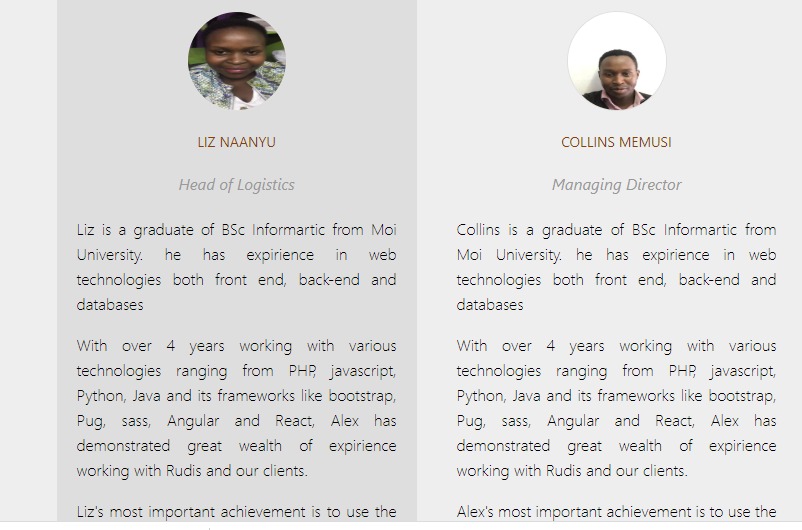 LIZ NAANYU
Head of Logistics
Liz is a graduate of BSc Informartic from Moi
University. he has expirience in web
technologies both front end, back-end and
databases
With over 4 years working with various
technologies ranging from PHP, javascript,
Python, Java and its frameworks like bootstrap,
Pug, sass, Angular and React, Alex has
demonstrated great wealth of expirience
working with Rudis and our clients.
Liz's most important achievement is to use the
COLLINS MEMUSI
Managing Director
Collins is a graduate of BSc Informartic from
Moi University. he has expirience in web
technologies both front end, back-end and
databases
With over 4 years working with various
technologies ranging from PHP, javascript,
Python, Java and its frameworks like bootstrap,
Pug, sass, Angular and React, Alex has
demonstrated great wealth of expirience
working with Rudis and our clients.
Alex's most important achievement is to use the